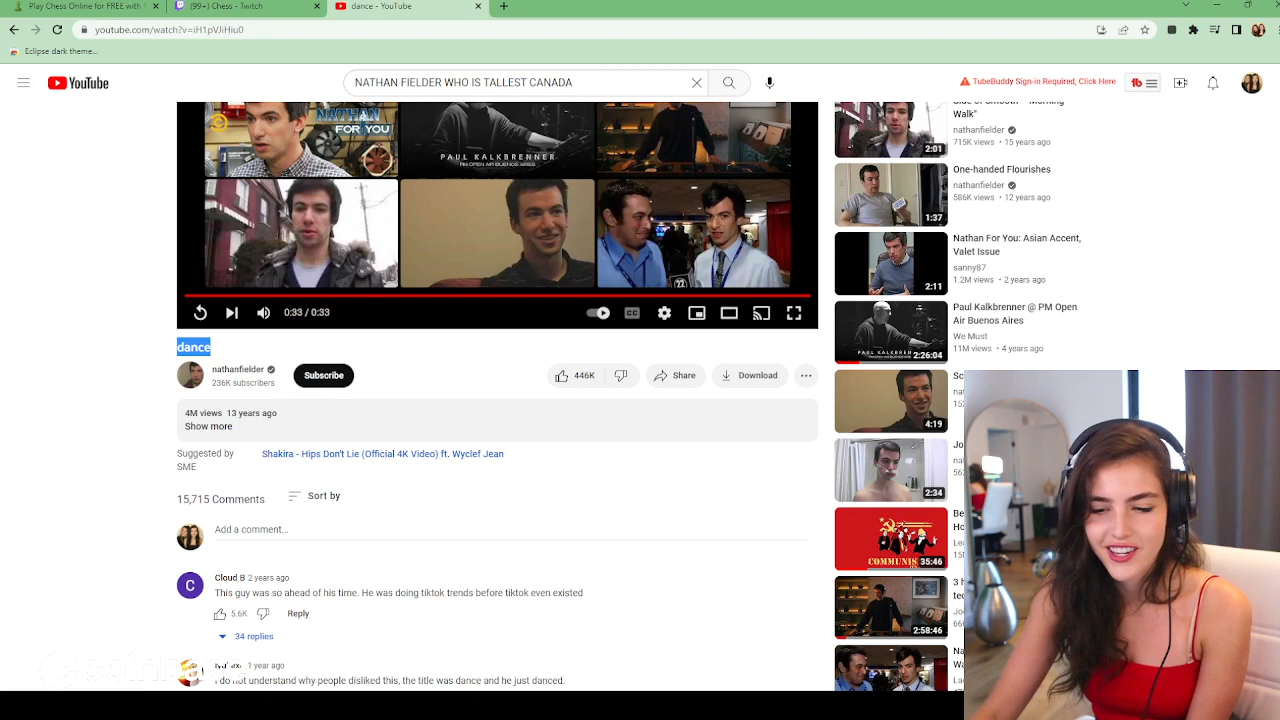 Play Chess Online for FREE with
(99+) Chess - Twitch
dance - YouTube
youtube.com/watch?v=iH1pVJiHiu0
Eclipse dark theme...
YouTube
NATHAN FIELDER WHO IS TALLEST CANADA
TubeBuddy Sign-in Required, Click Here
NATHAN
FOR YOU
PAUL KALKBRENNER
PM OPEN AIR BUENOS AIRES
0:33 / 0:33
CC
dance
nathanfielder
236K subscribers
Subscribe
446K
Share
Download
4M views 13 years ago
Show more
Suggested by
SME
Shakira - Hips Don't Lie (Official 4K Video) ft. Wyclef Jean
15,715 Comments
Sort by
Add a comment...
C
Cloud B 2 years ago
This guy was so ahead of his time. He was doing tiktok trends before tiktok even existed
5.6K
Reply
34 replies
1 year ago
I do not understand why people disliked this, the title was dance and he just danced.
Walk"
nathanfielder
715K views • 15 years ago
2:01
One-handed Flourishes
nathanfielder
586K views • 12 years ago
1:37
Nathan For You: Asian Accent,
Valet Issue
sanny87
1.2M views • 2 years ago
2:11
Paul Kalkbrenner @ PM Open
Air Buenos Aires
We Must
11M views • 4 years ago
2:26:04
4:19
2:34
COMMUNIS
35:46
2:58:46